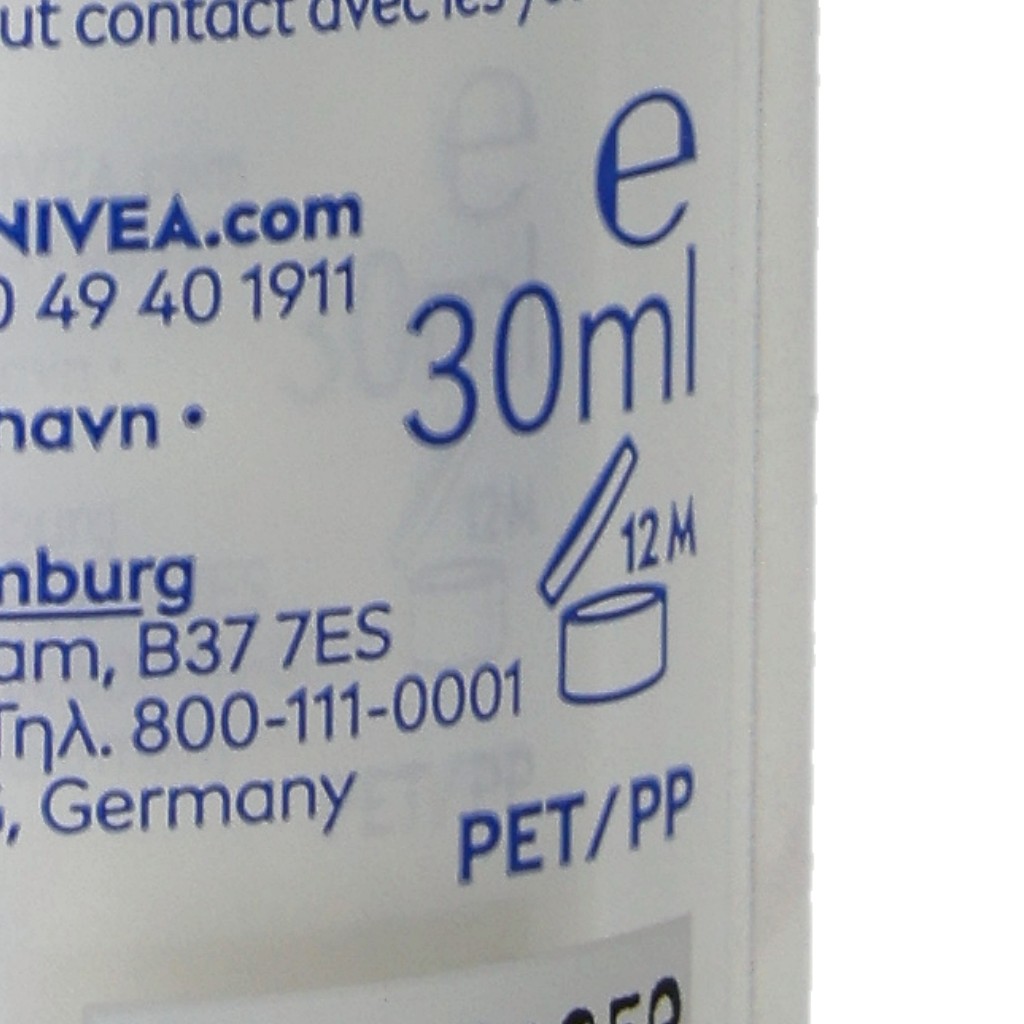 ut contact avec les
e
NIVEA.com
0 49 40 1911
30ml
navn •
12M
nburg
am, B37 7ES
Τηλ. 800-111-0001
, Germany
PET/PP